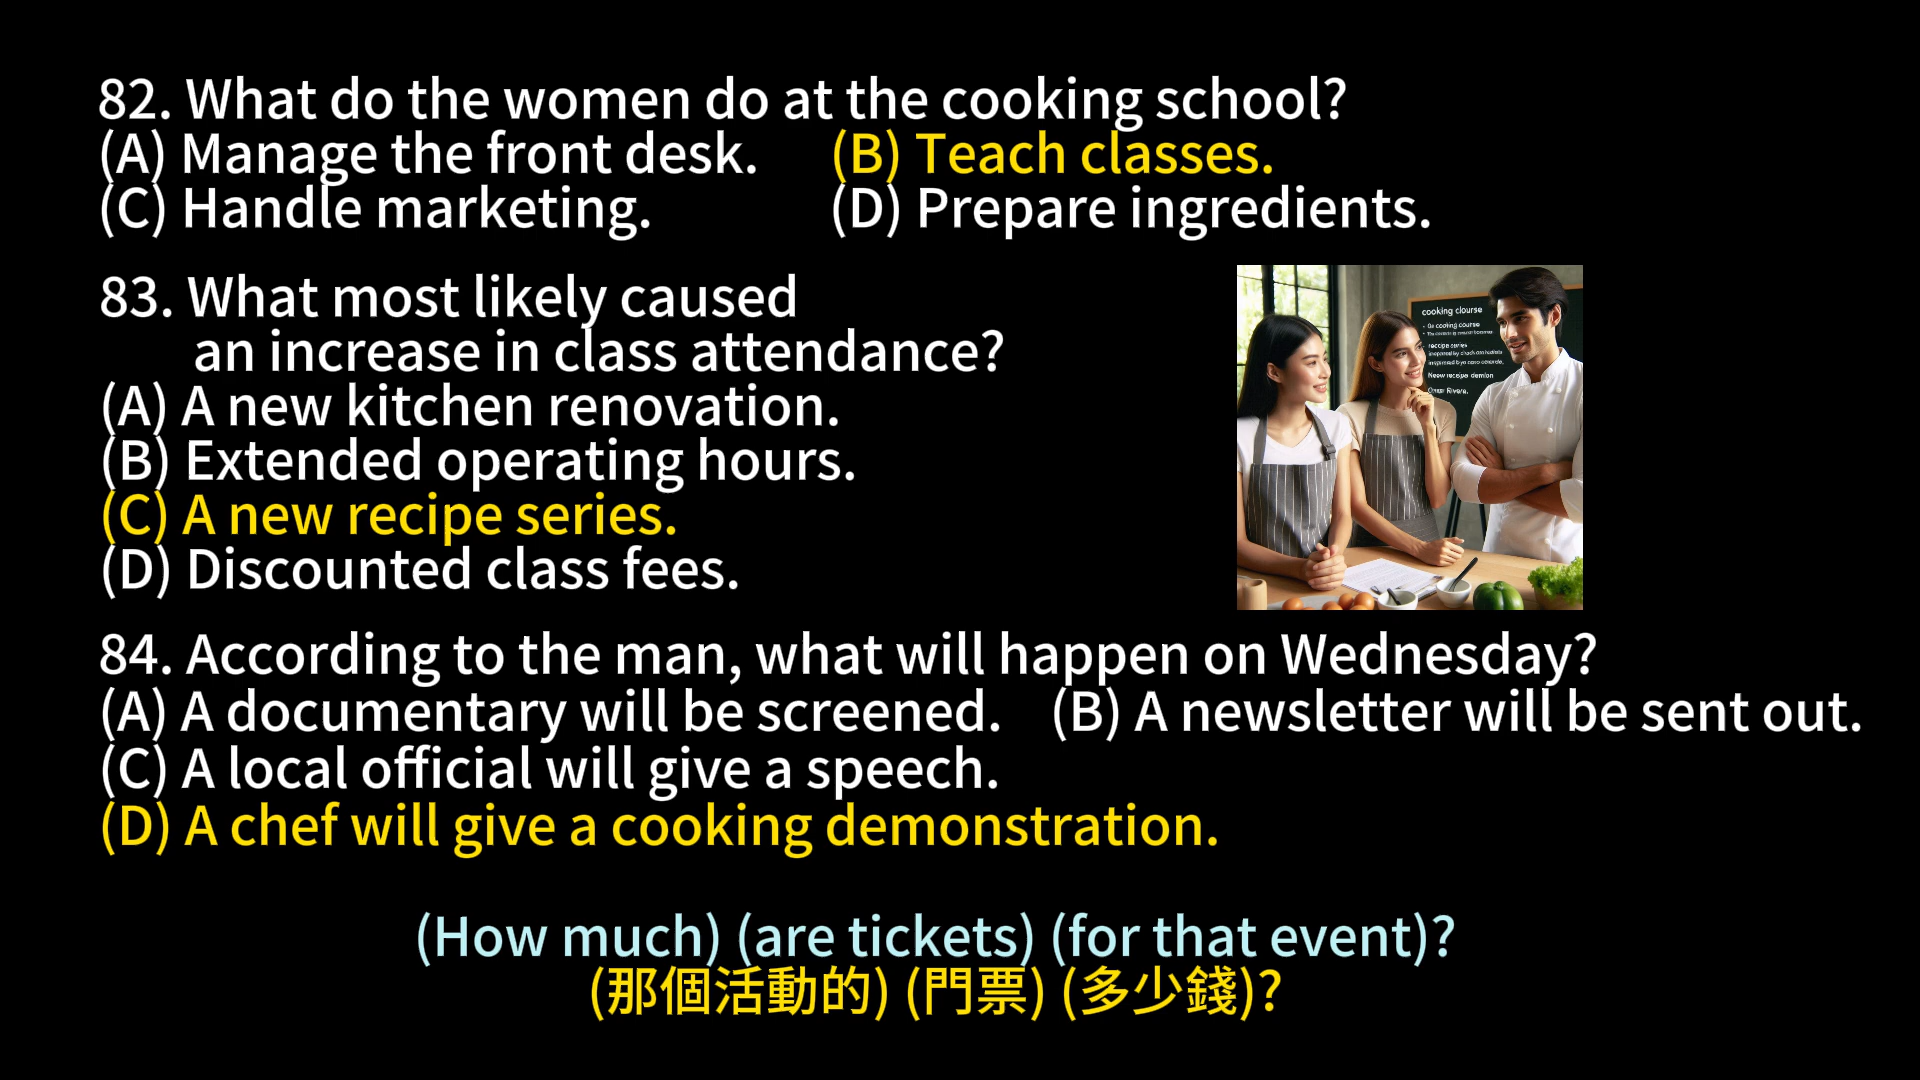 82. What do the women do at the cooking school?
(A) Manage the front desk. (B) Teach classes.
(C) Handle marketing. (D) Prepare ingredients.
83. What most likely caused
an increase in class attendance?
(A) A new kitchen renovation.
(B) Extended operating hours.
(C) A new recipe series.
(D) Discounted class fees.
cooking clourse
84. According to the man, what will happen on Wednesday?
(A) A documentary will be screened. (B) A newsletter will be sent out.
(C) A local official will give a speech.
(D) A chef will give a cooking demonstration.
(How much) (are tickets) (for that event)?
(那個活動的) (門票) (多少錢)?